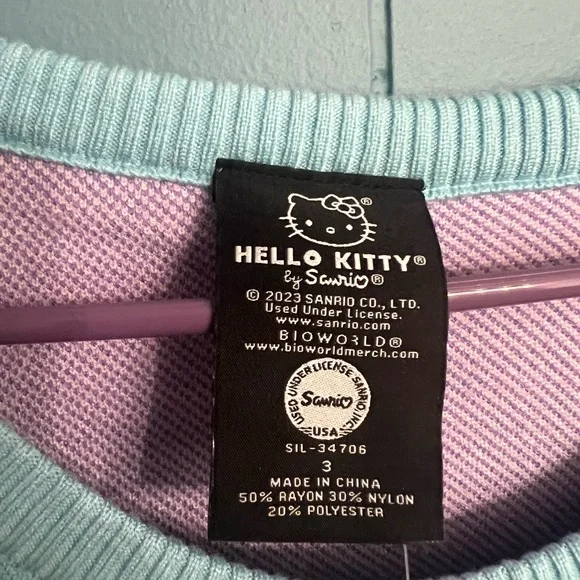 HELLO KITTY®
by Sanrio®
© 2023 SANRIO CO., LTD.
Used Under License.
www.sanrio.com
BIOWORLD®
www.bioworldmerch.com
USED UNDER LICENSE SANRIO, INC.
Sanrio
USA
SIL-34706
3
MADE IN CHINA
50% RAYON 30% NYLON
20% POLYESTER